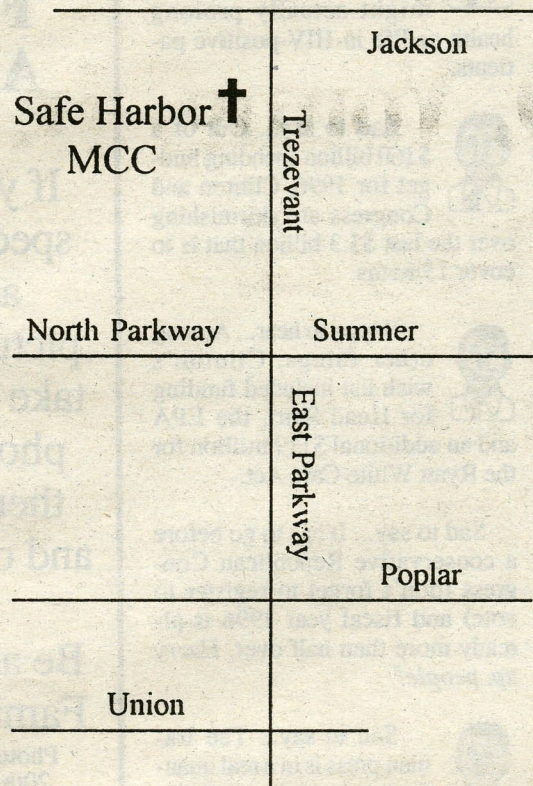 Jackson
Safe Harbor
MCC
Trezevant
North Parkway
Summer
East Parkway
Poplar
Union